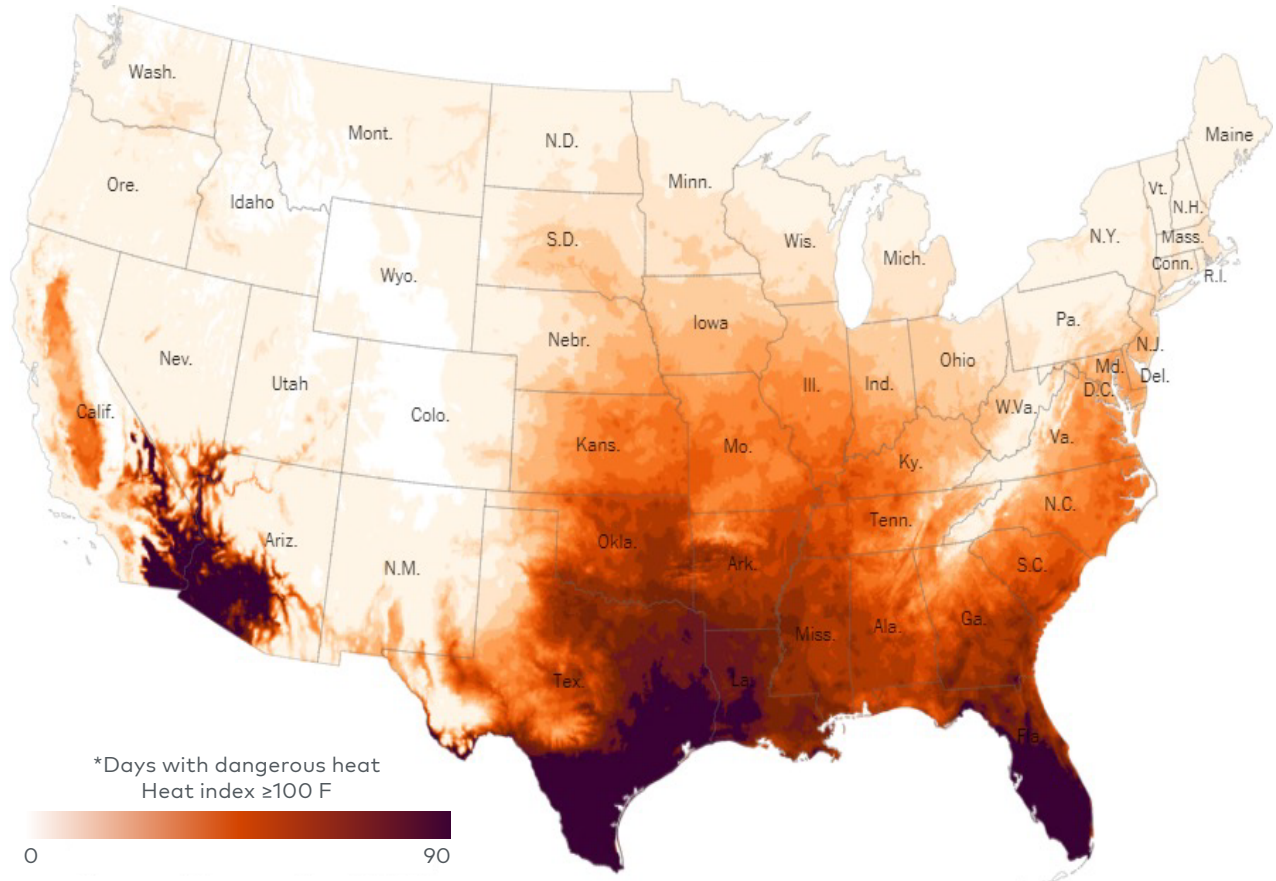 Wash.
Maine
Mont.
N.D.
Minn.
Ore.
Vt.
Idaho
N.H.
S.D.
Wis.
N.Y.
Mass.
Mich.
Conn.
Wyo.
R.I.
Iowa
Pa.
Nebr.
N.J.
Nev.
Ohio
Md.
Utah
Ill.
Ind.
Del.
D.C.
Calif.
Colo.
W.Va.
Kans.
Mo.
Va.
Ky.
N.C.
Tenn.
Ariz.
Okla.
N.M.
Ark.
S.C.
Ga.
Miss.
Ala.
Tex.
La.
Fla.
*Days with dangerous heat
Heat index ≥100 F
0 90